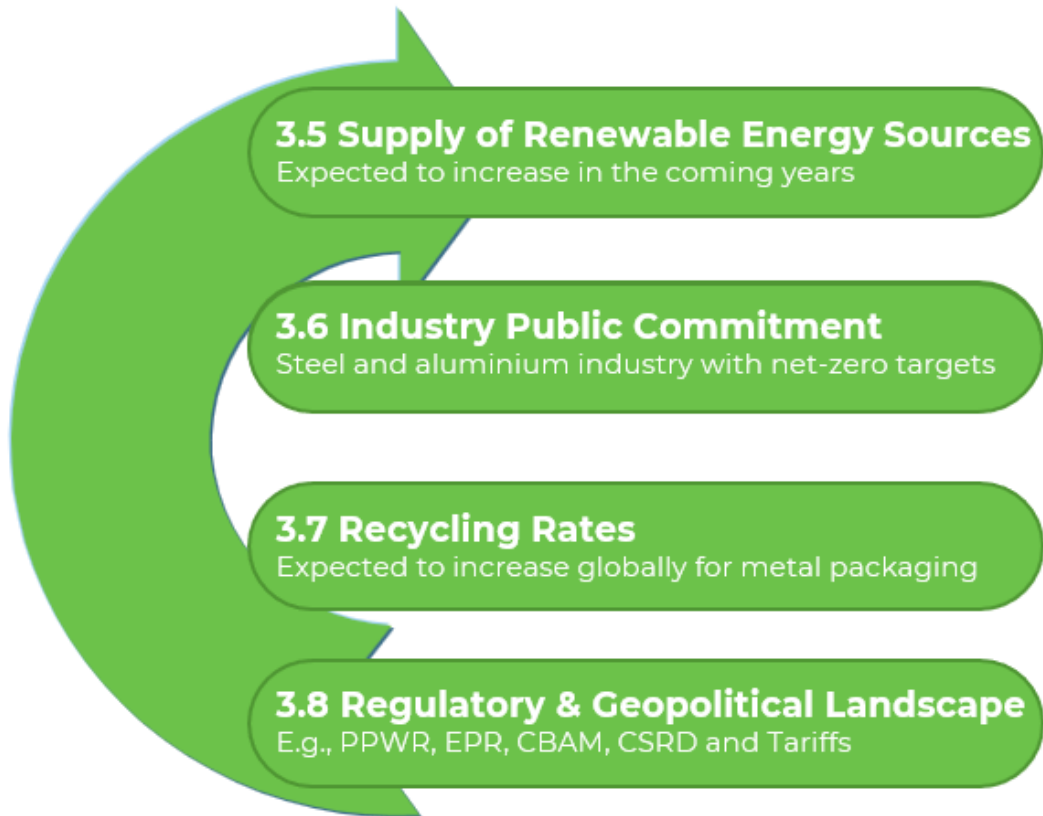 3.5 Supply of Renewable Energy Sources
Expected to increase in the coming years
3.6 Industry Public Commitment
Steel and aluminium industry with net-zero targets
3.7 Recycling Rates
Expected to increase globally for metal packaging
3.8 Regulatory & Geopolitical Landscape
E.g., PPWR, EPR, CBAM, CSRD and Tariffs